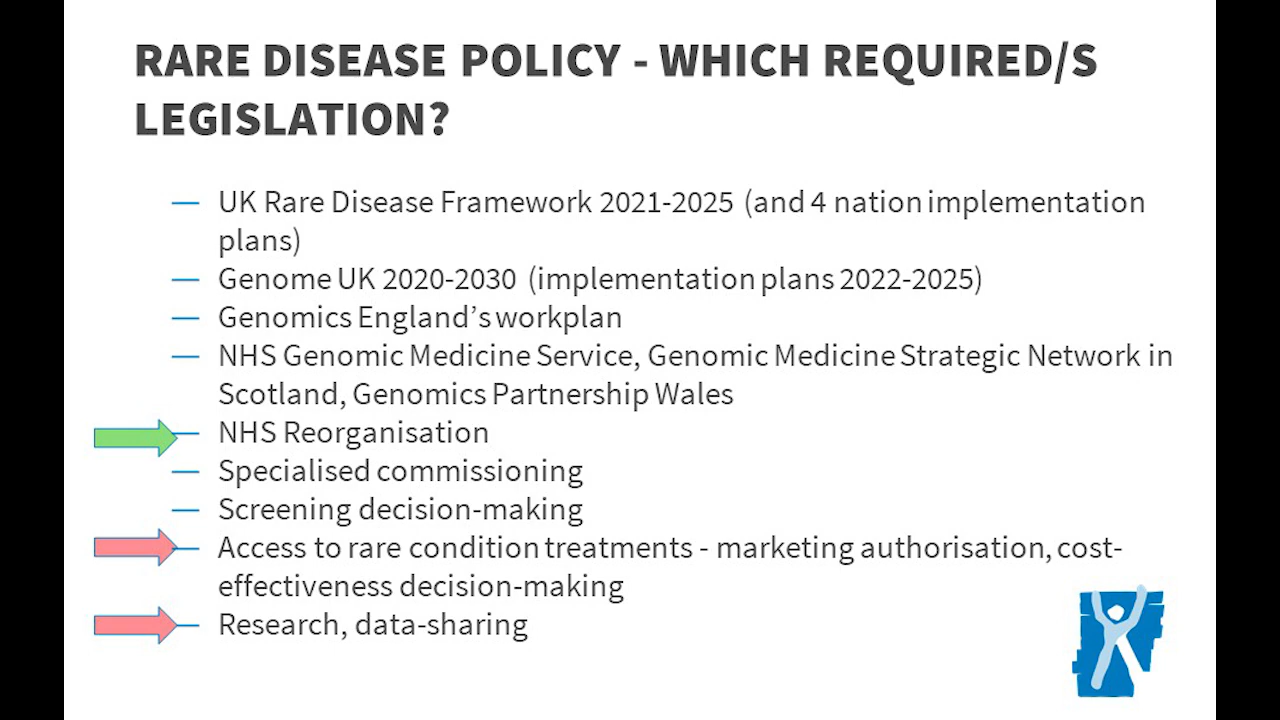 RARE DISEASE POLICY - WHICH REQUIRED/S
LEGISLATION?
— UK Rare Disease Framework 2021-2025 (and 4 nation implementation
plans)
— Genome UK 2020-2030 (implementation plans 2022-2025)
— Genomics England’s workplan
— NHS Genomic Medicine Service, Genomic Medicine Strategic Network in
Scotland, Genomics Partnership Wales
— NHS Reorganisation
— Specialised commissioning
— Screening decision-making
— Access to rare condition treatments - marketing authorisation, cost-
effectiveness decision-making
— Research, data-sharing